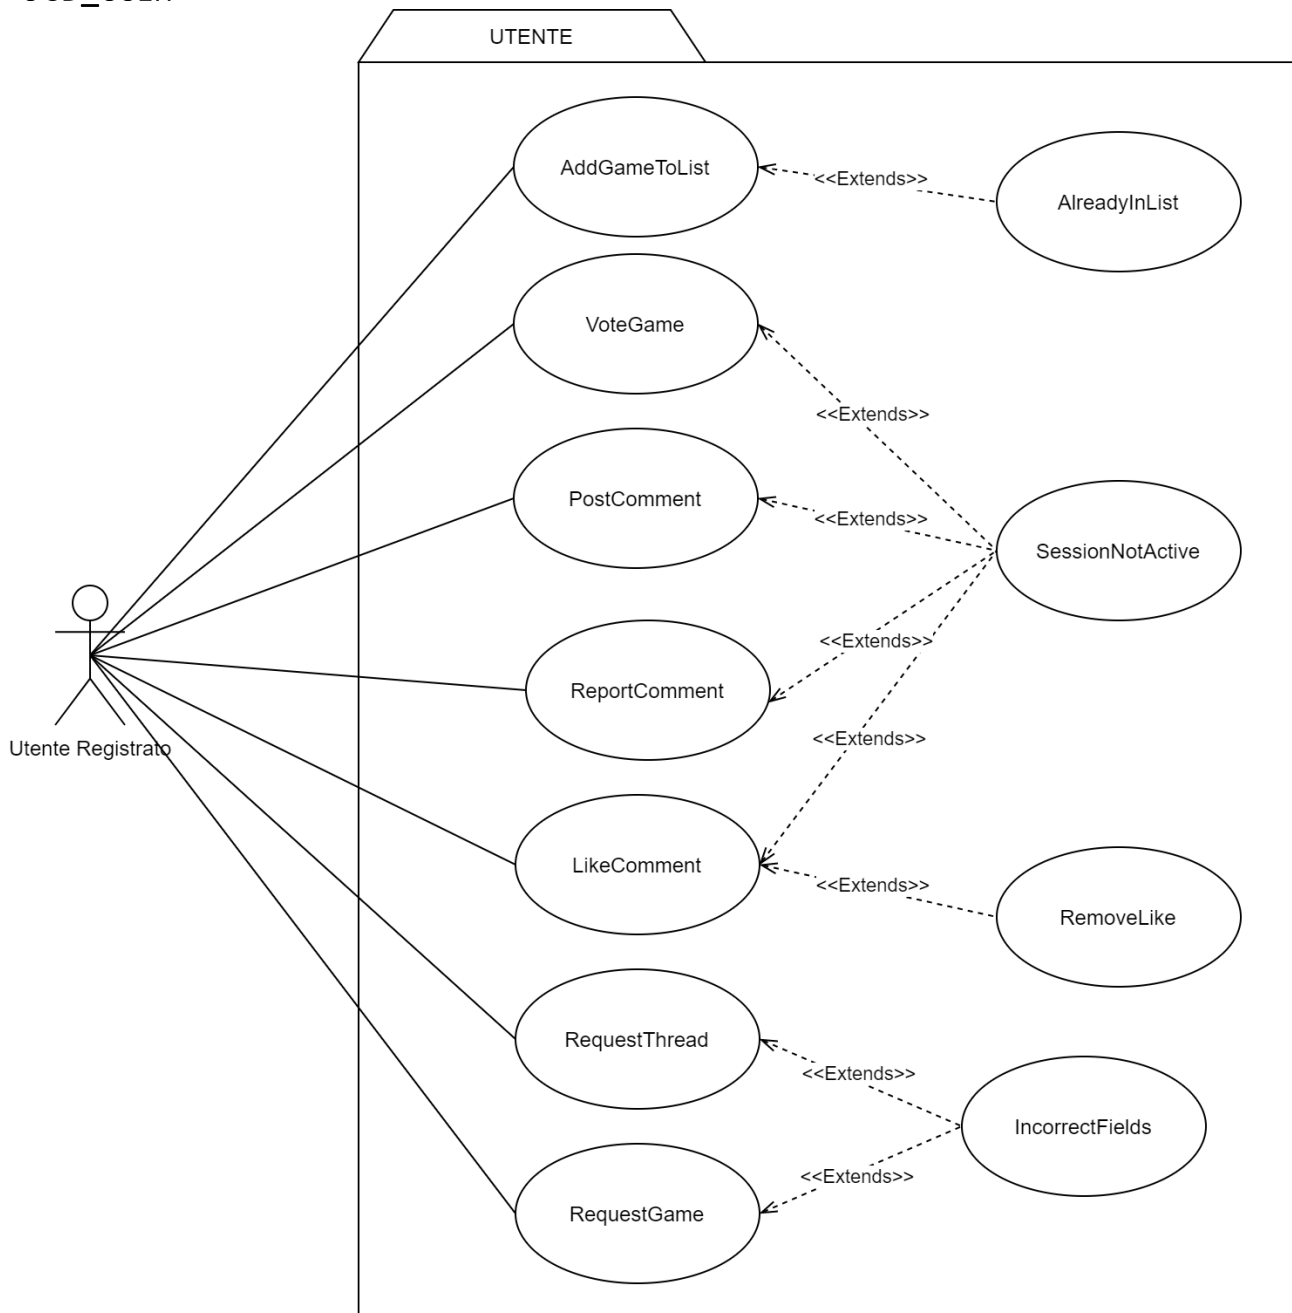 UTENTE
AddGameToList
<<Extends>>
AlreadyInList
VoteGame
<<Extends>>
PostComment
<<Extends>>
SessionNotActive
<<Extends>>
ReportComment
Utente Registrato
<<Extends>>
LikeComment
<<Extends>>
RemoveLike
RequestThread
<<Extends>>
IncorrectFields
<<Extends>>
RequestGame